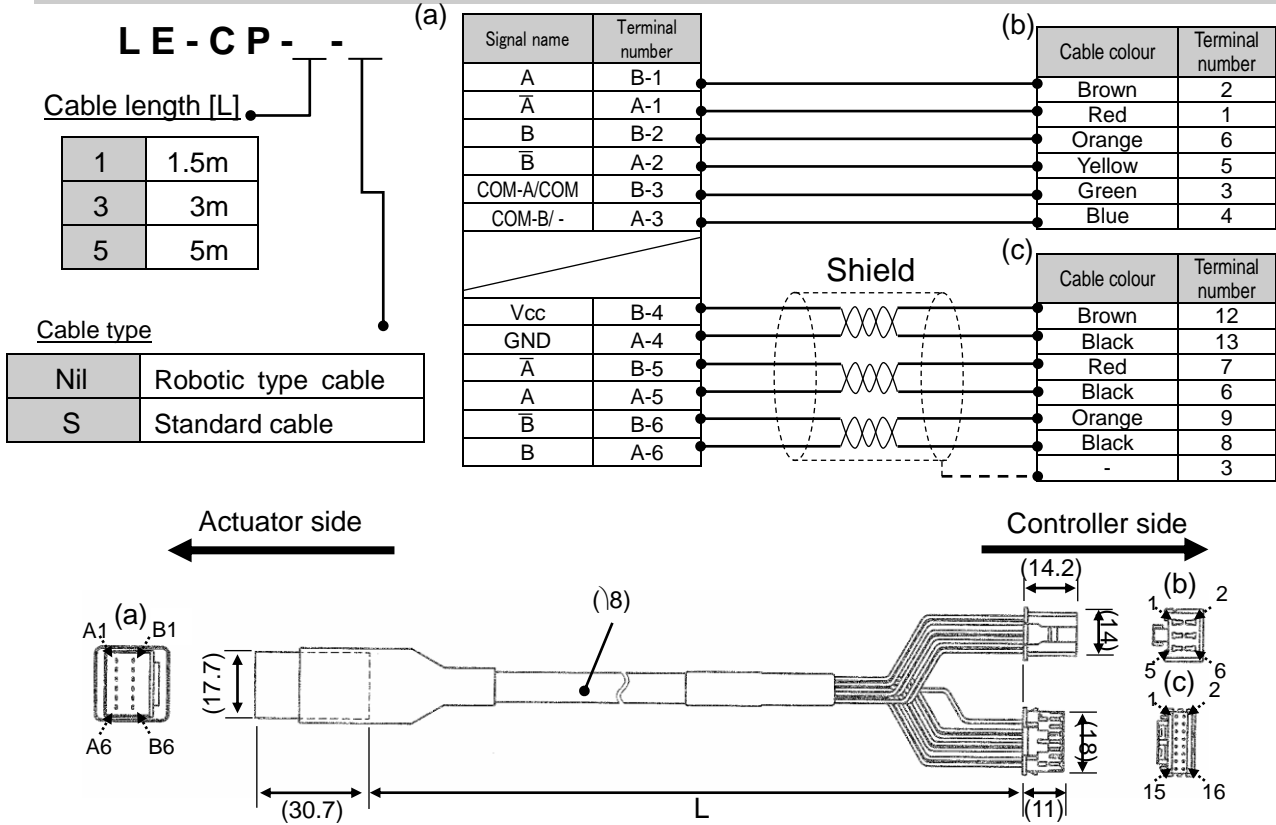 LE-CP- -
Cable length [L]
1 1.5m
3 3m
5 5m
Cable type
Nil Robotic type cable
S Standard cable
(a)
Signal name Terminal number
A B-1
A̅ A-1
B B-2
B̅ A-2
COM-A/COM B-3
COM-B/ - A-3
Vcc B-4
GND A-4
A̅ B-5
A A-5
B̅ B-6
B A-6
Shield
(b)
Cable colour Terminal number
Brown 2
Red 1
Orange 6
Yellow 5
Green 3
Blue 4
(c)
Cable colour Terminal number
Brown 12
Black 13
Red 7
Black 6
Orange 9
Black 8
- 3
Actuator side
Controller side
(a)
A1 B1
A6 B6
(17.7)
(30.7)
(\8)
L
(14.2)
(14)
(18)
(11)
(b)
1 2
5 6
(c)
1 2
15 16